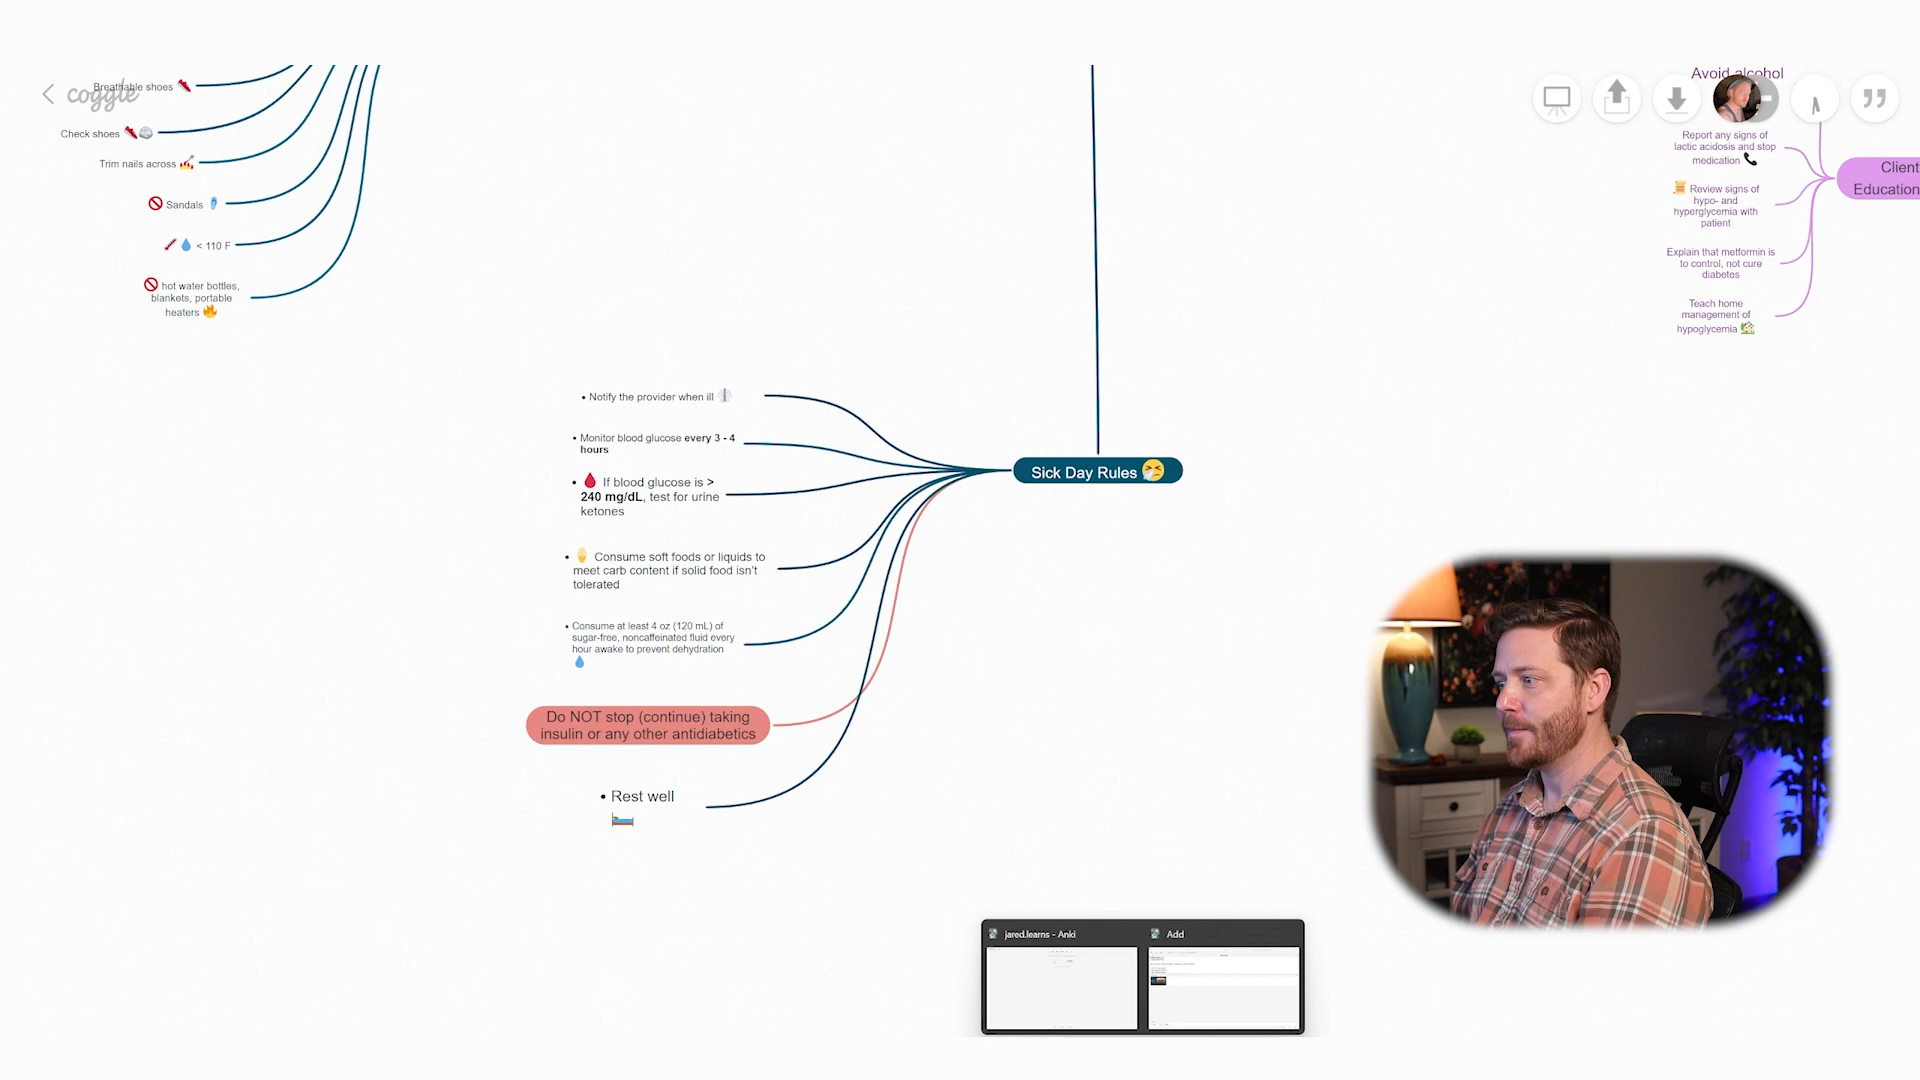 Breathable shoes
coggle
Check shoes
Trim nails across
Sandals
< 110 F
hot water bottles,
blankets, portable
heaters
Avoid alcohol
Report any signs of
lactic acidosis and stop
medication
Review signs of
hypo- and
hyperglycemia with
patient
Explain that metformin is
to control, not cure
diabetes
Teach home
management of
hypoglycemia
Client
Education
Sick Day Rules
• Notify the provider when ill
• Monitor blood glucose every 3 - 4
hours
• If blood glucose is >
240 mg/dL, test for urine
ketones
• Consume soft foods or liquids to
meet carb content if solid food isn't
tolerated
• Consume at least 4 oz (120 mL) of
sugar-free, noncaffeinated fluid every
hour awake to prevent dehydration
Do NOT stop (continue) taking
insulin or any other antidiabetics
• Rest well
jared.learns - Anki
Add